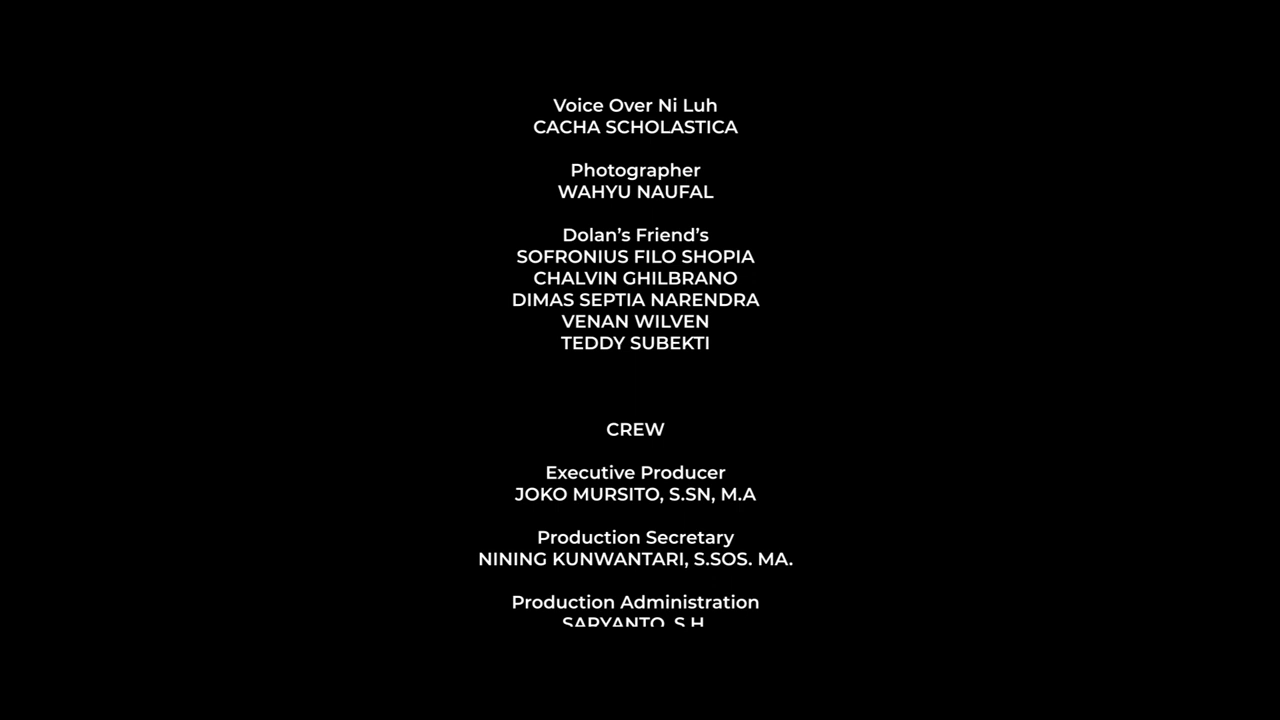 Voice Over Ni Luh
CACHA SCHOLASTICA
Photographer
WAHYU NAUFAL
Dolan’s Friend’s
SOFRONIUS FILO SHOPIA
CHALVIN GHILBRANO
DIMAS SEPTIA NARENDRA
VENAN WILVEN
TEDDY SUBEKTI
CREW
Executive Producer
JOKO MURSITO, S.SN, M.A
Production Secretary
NINING KUNWANTARI, S.SOS. MA.
Production Administration
SARYANTO, S.H